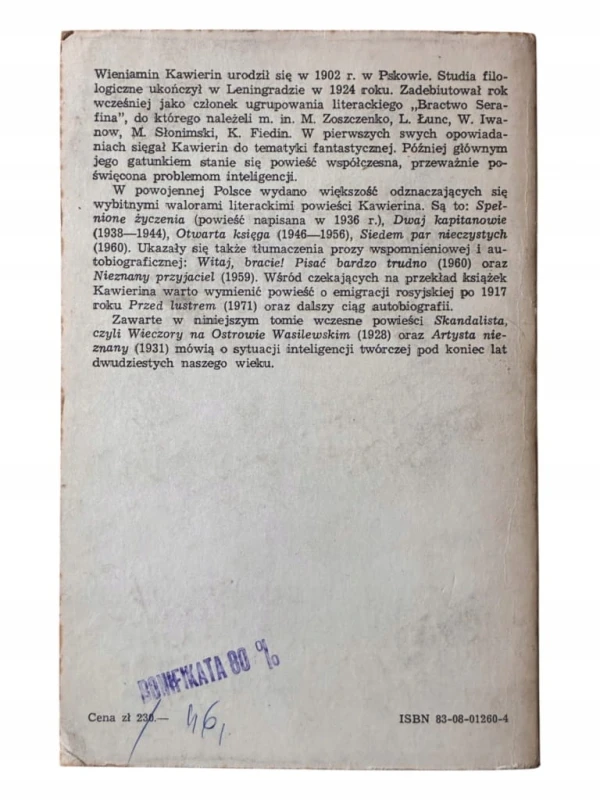 Wieniamin Kawierin urodził się w 1902 r. w Pskowie. Studia filo-
logiczne ukończył w Leningradzie w 1924 roku. Zadebiutował rok
wcześniej jako członek ugrupowania literackiego „Bractwo Sera-
fina", do którego należeli m. in. M. Zoszczenko, L. Łunc, W. Iwa-
now, M. Słonimski, K. Fiedin. W pierwszych swych opowiada-
niach sięgał Kawierin do tematyki fantastycznej. Później głównym
jego gatunkiem stanie się powieść współczesna, przeważnie po-
święcona problemom inteligencji.
W powojennej Polsce wydano większość odznaczających się
wybitnymi walorami literackimi powieści Kawierina. Są to: Speł-
nione życzenia (powieść napisana w 1936 r.), Dwaj kapitanowie
(1938—1944), Otwarta księga (1946—1956), Siedem par nieczystych
(1960). Ukazały się także tłumaczenia prozy wspomnieniowej i au-
tobiograficznej: Witaj, bracie! Pisać bardzo trudno (1960) oraz
Nieznany przyjaciel (1959). Wśród czekających na przekład książek
Kawierina warto wymienić powieść o emigracji rosyjskiej po 1917
roku Przed lustrem (1971) oraz dalszy ciąg autobiografii.
Zawarte w niniejszym tomie wczesne powieści Skandalista,
czyli Wieczory na Ostrowie Wasilewskim (1928) oraz Artysta nie-
znany (1931) mówią o sytuacji inteligencji twórczej pod koniec lat
dwudziestych naszego wieku.
BONIFIKATA 80 %
Cena zł 230.— 46,
ISBN 83-08-01260-4